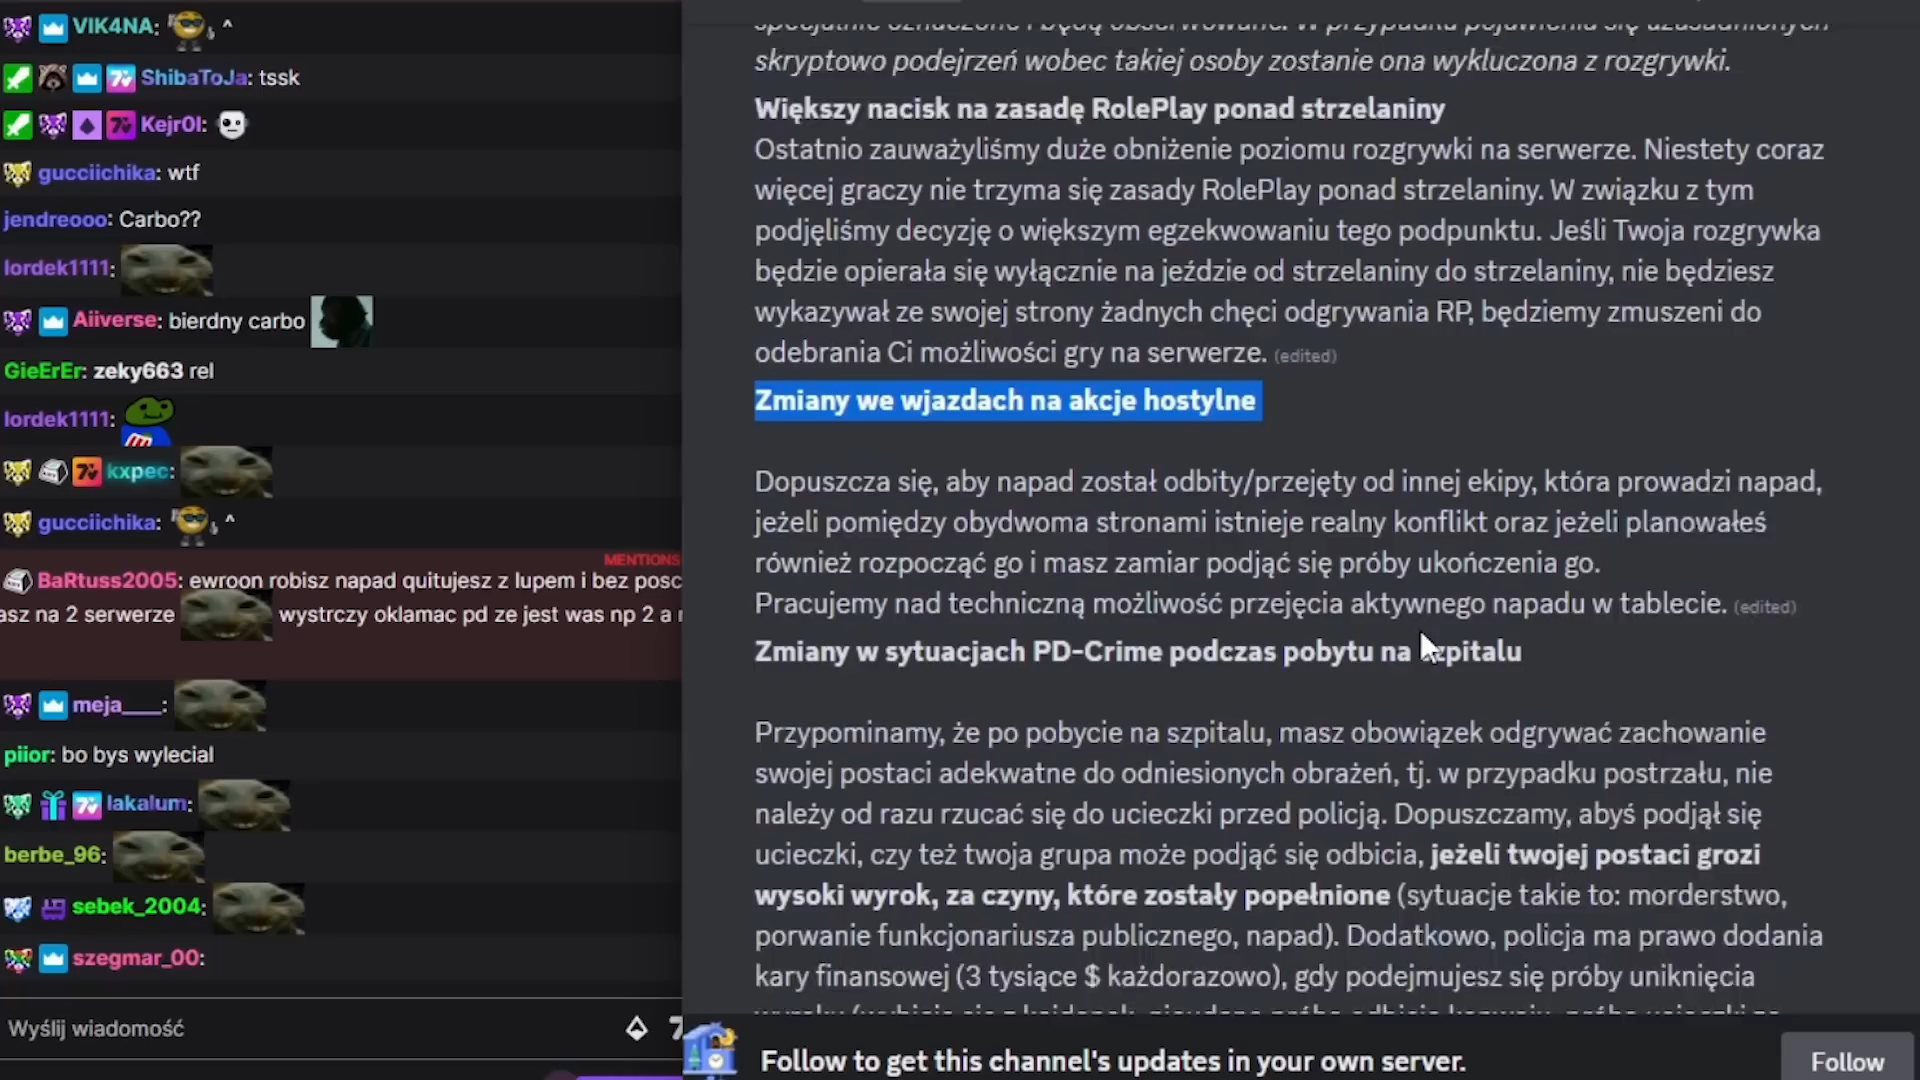 VIK4NA: ^
ShibaToJa: tssk
Kejr0l:
gucciichika: wtf
jendreooo: Carbo??
lordek1111:
Aiiverse: bierdny carbo
GieErEr: zeky663 rel
lordek1111:
kxpec:
gucciichika: ^
MENTIONS
BaRtuss2005: ewroon robisz napad quitujesz z lupem i bez posc
asz na 2 serwerze wystrczy oklamac pd ze jest was np 2 a
meja____:
piior: bo bys wylecial
lakalum:
berbe_96:
sebek_2004:
szegmar_00:
Wyślij wiadomość
specjalnie oznaczone i będą obserwowane. W przypadku pojawienia się uzasadnionych
skryptowo podejrzeń wobec takiej osoby zostanie ona wykluczona z rozgrywki.
Większy nacisk na zasadę RolePlay ponad strzelaniny
Ostatnio zauważyliśmy duże obniżenie poziomu rozgrywki na serwerze. Niestety coraz
więcej graczy nie trzyma się zasady RolePlay ponad strzelaniny. W związku z tym
podjęliśmy decyzję o większym egzekwowaniu tego podpunktu. Jeśli Twoja rozgrywka
będzie opierała się wyłącznie na jeździe od strzelaniny do strzelaniny, nie będziesz
wykazywał ze swojej strony żadnych chęci odgrywania RP, będziemy zmuszeni do
odebrania Ci możliwości gry na serwerze. (edited)
Zmiany we wjazdach na akcje hostylne
Dopuszcza się, aby napad został odbity/przejęty od innej ekipy, która prowadzi napad,
jeżeli pomiędzy obydwoma stronami istnieje realny konflikt oraz jeżeli planowałeś
również rozpocząć go i masz zamiar podjąć się próby ukończenia go.
Pracujemy nad techniczną możliwość przejęcia aktywnego napadu w tablecie. (edited)
Zmiany w sytuacjach PD-Crime podczas pobytu na szpitalu
Przypominamy, że po pobycie na szpitalu, masz obowiązek odgrywać zachowanie
swojej postaci adekwatne do odniesionych obrażeń, tj. w przypadku postrzału, nie
należy od razu rzucać się do ucieczki przed policją. Dopuszczamy, abyś podjął się
ucieczki, czy też twoja grupa może podjąć się odbicia, jeżeli twojej postaci grozi
wysoki wyrok, za czyny, które zostały popełnione (sytuacje takie to: morderstwo,
porwanie funkcjonariusza publicznego, napad). Dodatkowo, policja ma prawo dodania
kary finansowej (3 tysiące $ każdorazowo), gdy podejmujesz się próby uniknięcia
Follow to get this channel's updates in your own server.
Follow